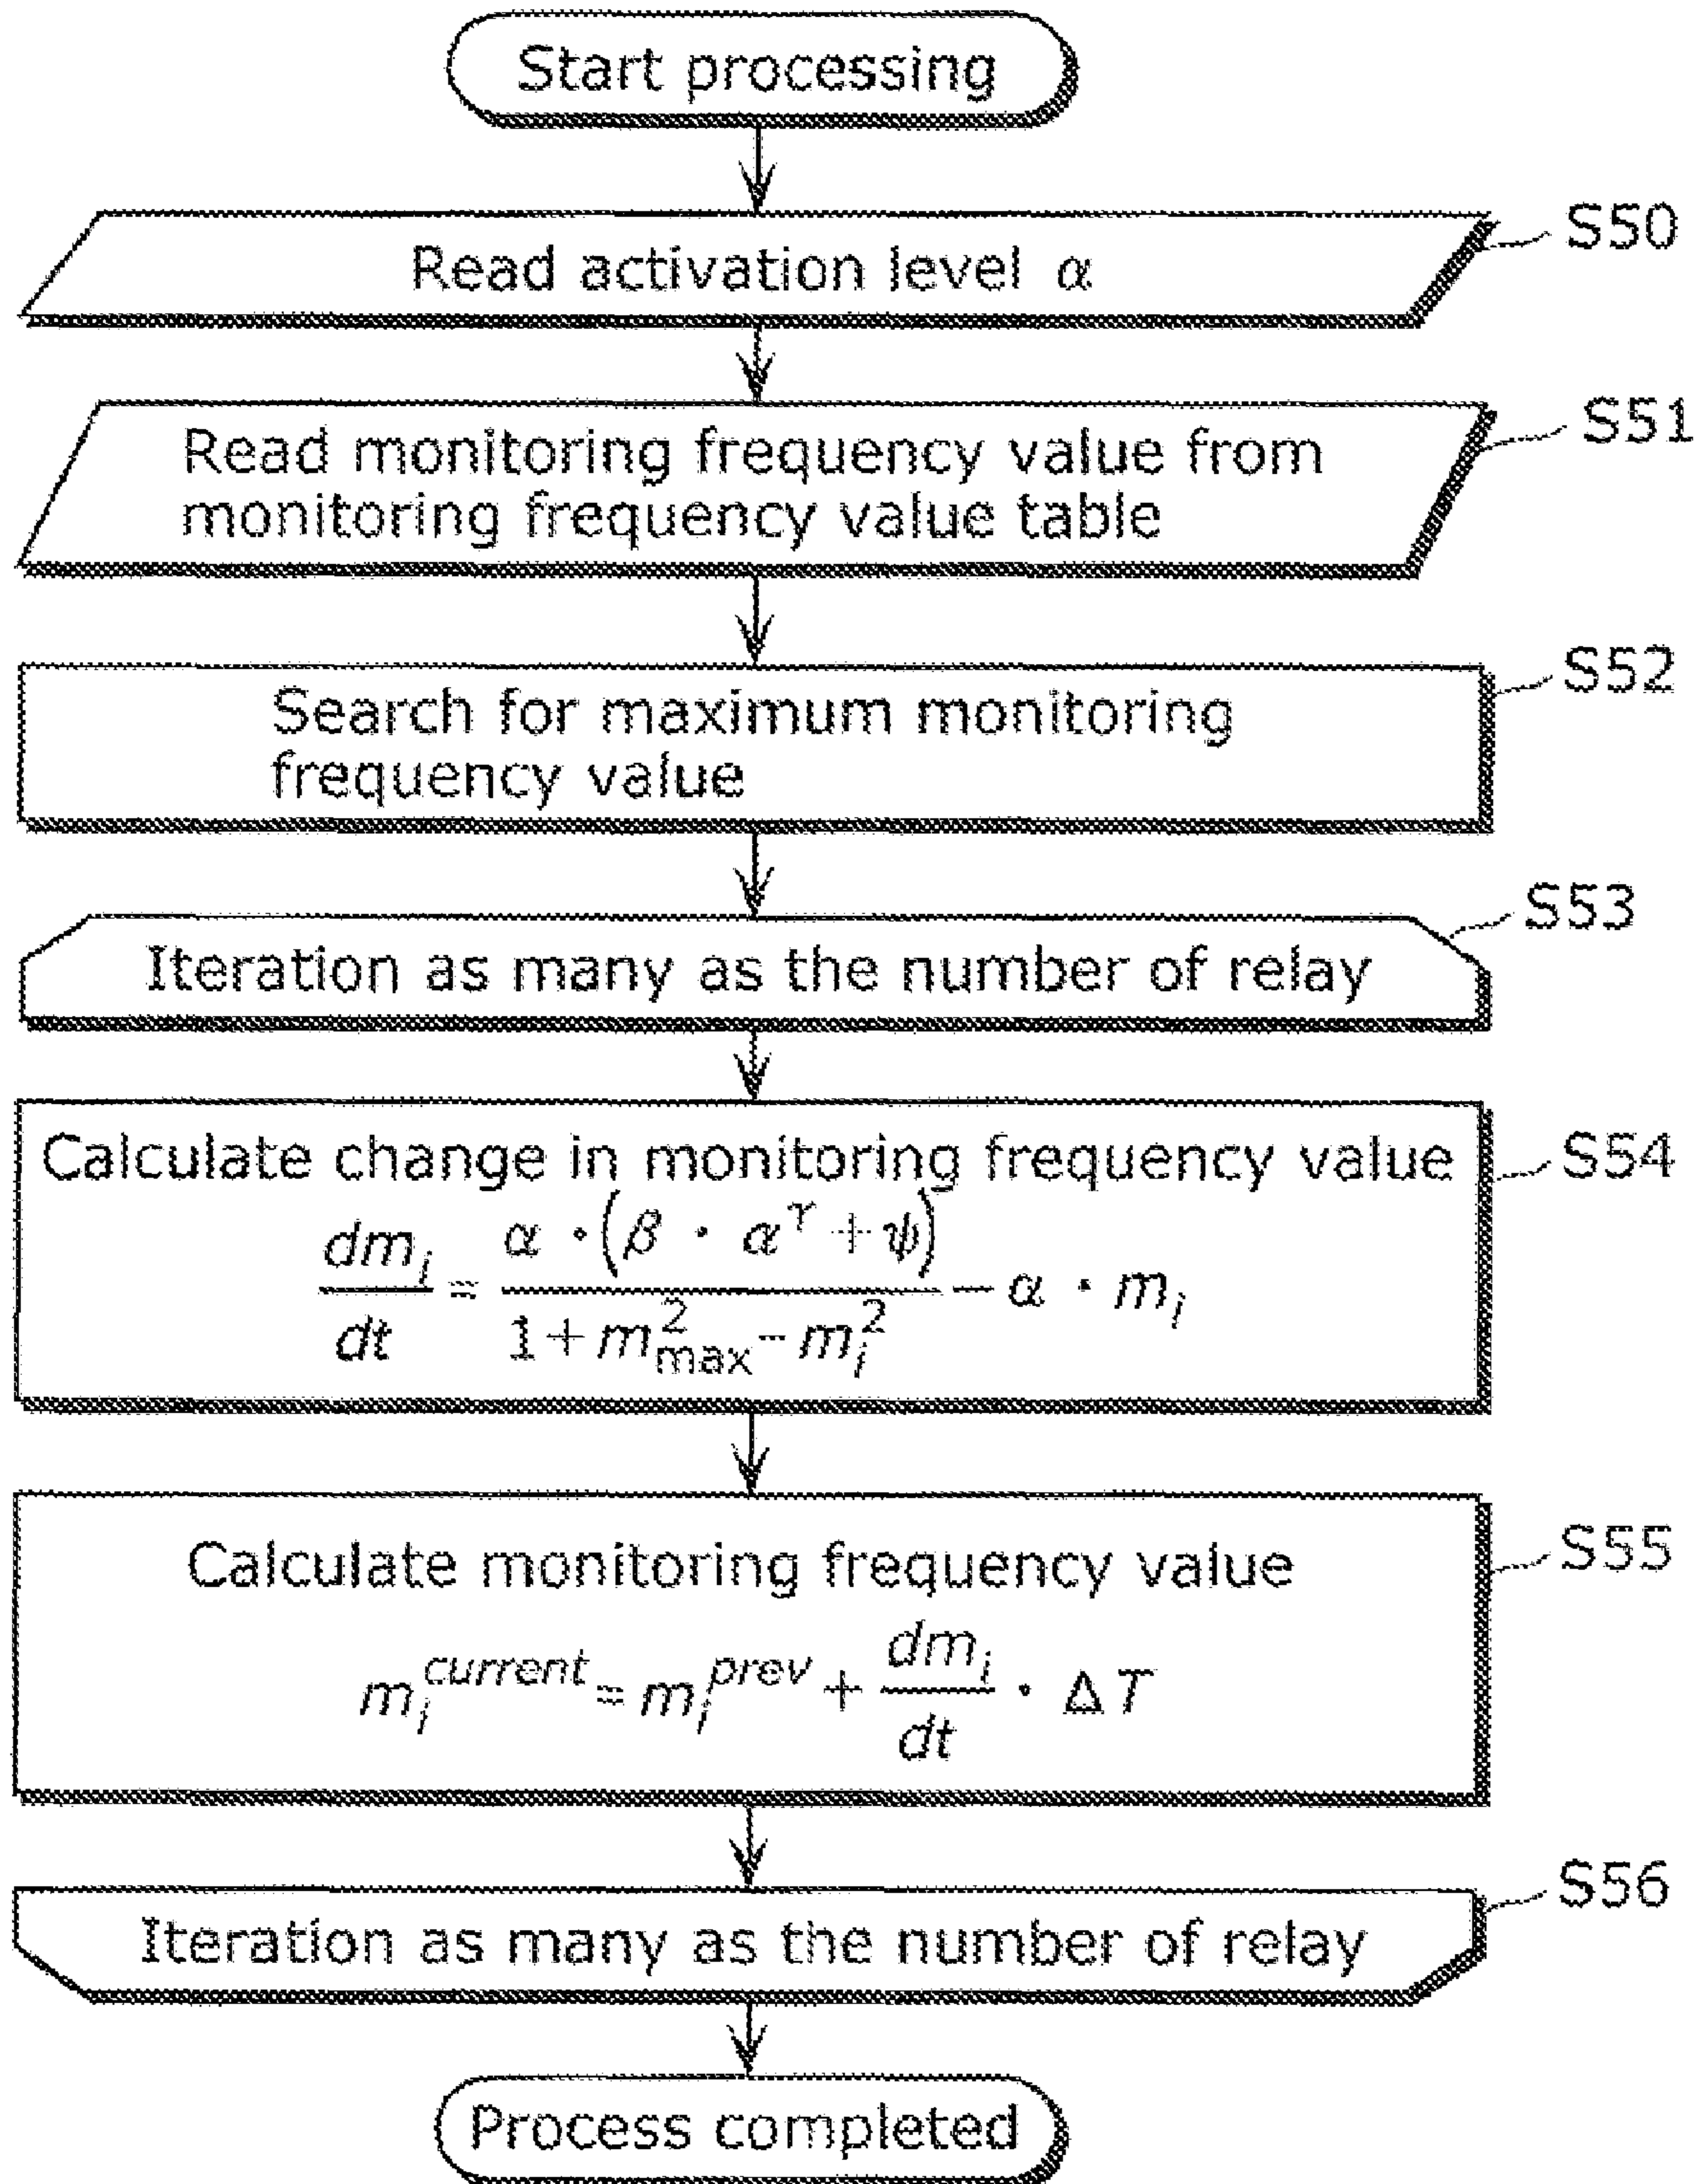 Start processing
Read activation level α
S50
Read monitoring frequency value from
monitoring frequency value table
S51
Search for maximum monitoring
frequency value
S52
Iteration as many as the number of relay
S53
Calculate change in monitoring frequency value
dm_i/dt = α · (β · α^γ + ψ) / (1 + m_max^2 - m_i^2) - α · m_i
S54
Calculate monitoring frequency value
m_i^current = m_i^prev + dm_i/dt · ΔT
S55
Iteration as many as the number of relay
S56
Process completed